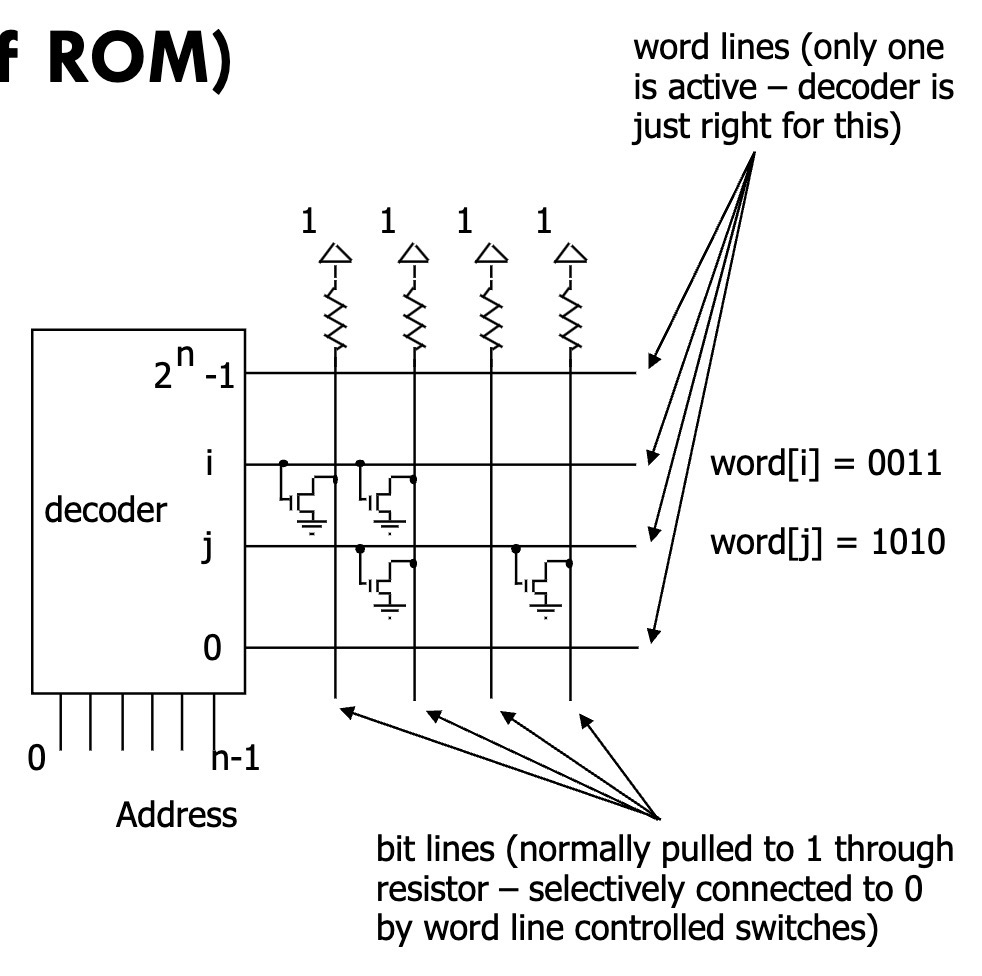 f ROM)
word lines (only one
is active – decoder is
just right for this)
1 1 1 1
2ⁿ -1
i
word[i] = 0011
decoder
j
word[j] = 1010
0
0
n-1
Address
bit lines (normally pulled to 1 through
resistor – selectively connected to 0
by word line controlled switches)